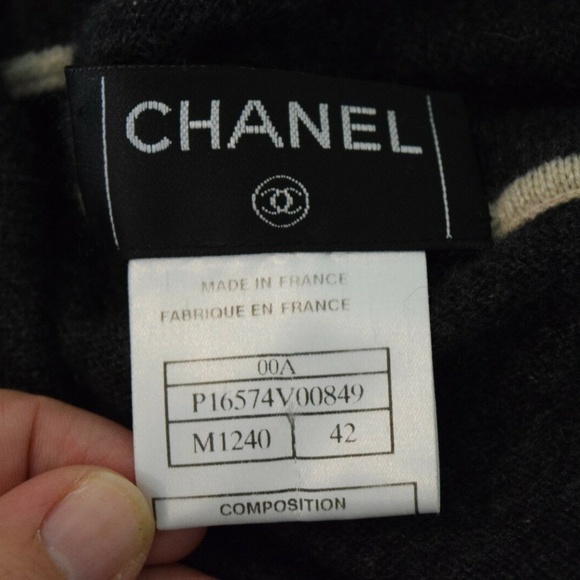 CHANEL
MADE IN FRANCE
FABRIQUE EN FRANCE
00A
P16574V00849
M1240 42
COMPOSITION